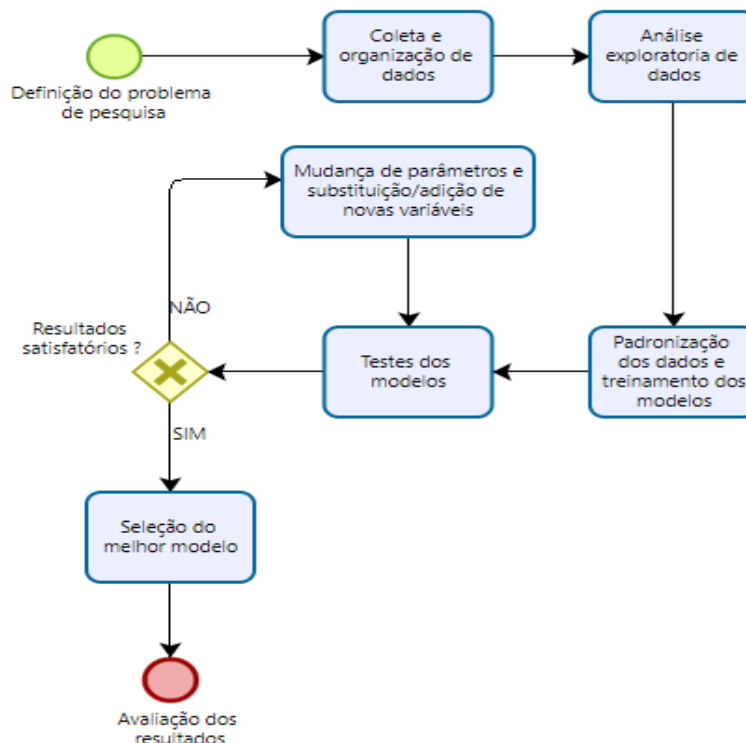 Definição do problema
de pesquisa
Coleta e
organização de
dados
Análise
exploratoria de
dados
Mudança de parâmetros e
substituição/adição de
novas variáveis
NÃO
Resultados
satisfatórios ?
Testes dos
modelos
Padronização
dos dados e
treinamento dos
modelos
SIM
Seleção do
melhor modelo
Avaliação dos
resultados